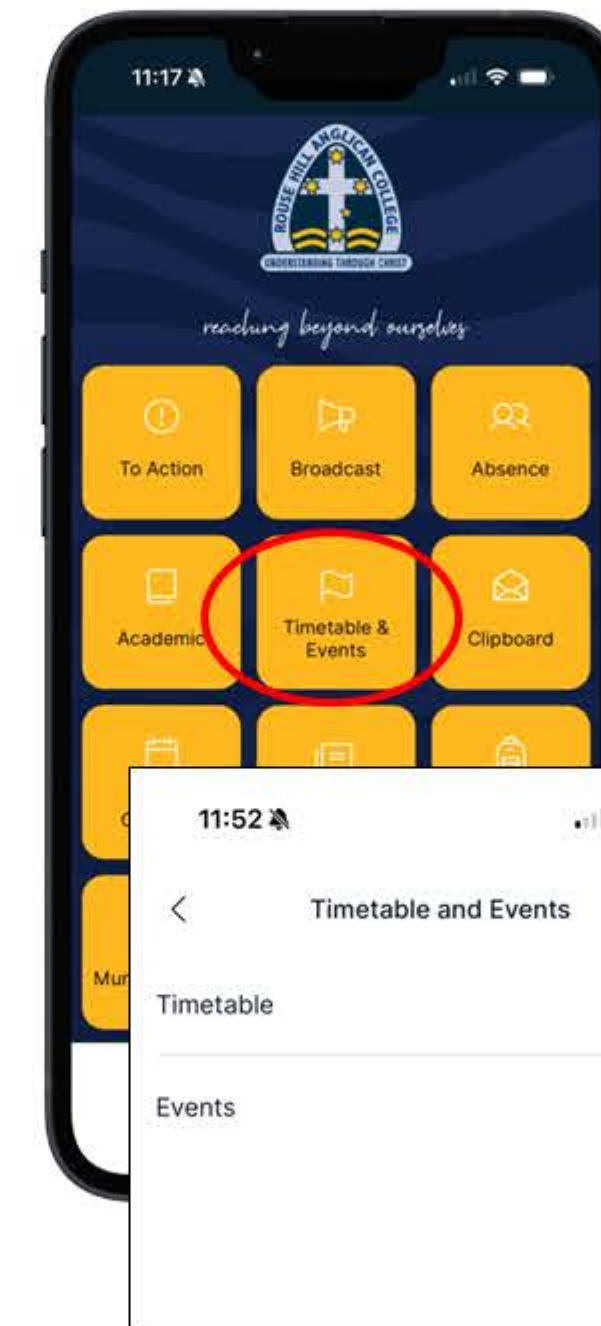 11:17
ROUSE HILL ANGLICAN COLLEGE
UNDERSTANDING THROUGH CHRIST
reaching beyond ourselves
To Action
Broadcast
Absence
Academic
Timetable &
Events
Clipboard
11:52
Timetable and Events
Timetable
Events